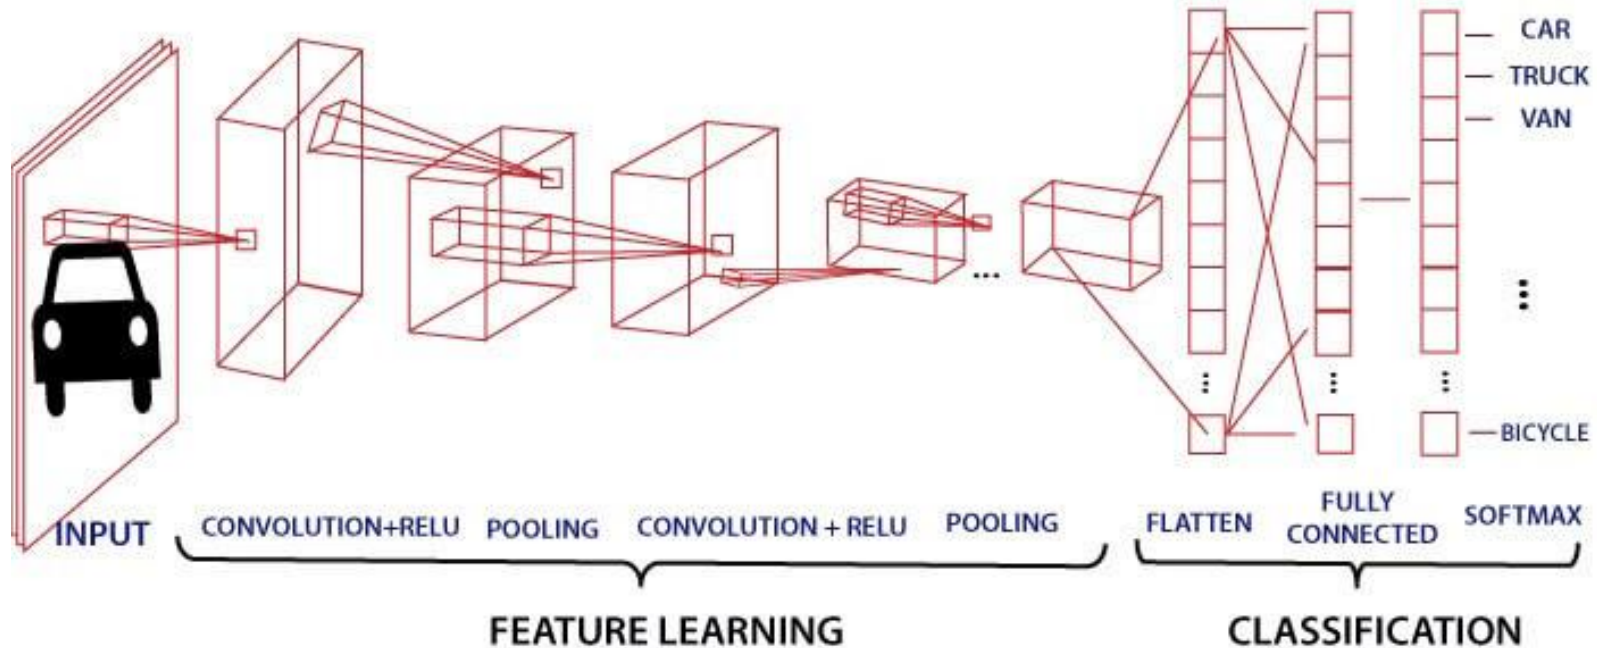 CAR
TRUCK
VAN
BICYCLE
INPUT
CONVOLUTION+RELU
POOLING
CONVOLUTION + RELU
POOLING
FLATTEN
FULLY
CONNECTED
SOFTMAX
FEATURE LEARNING
CLASSIFICATION